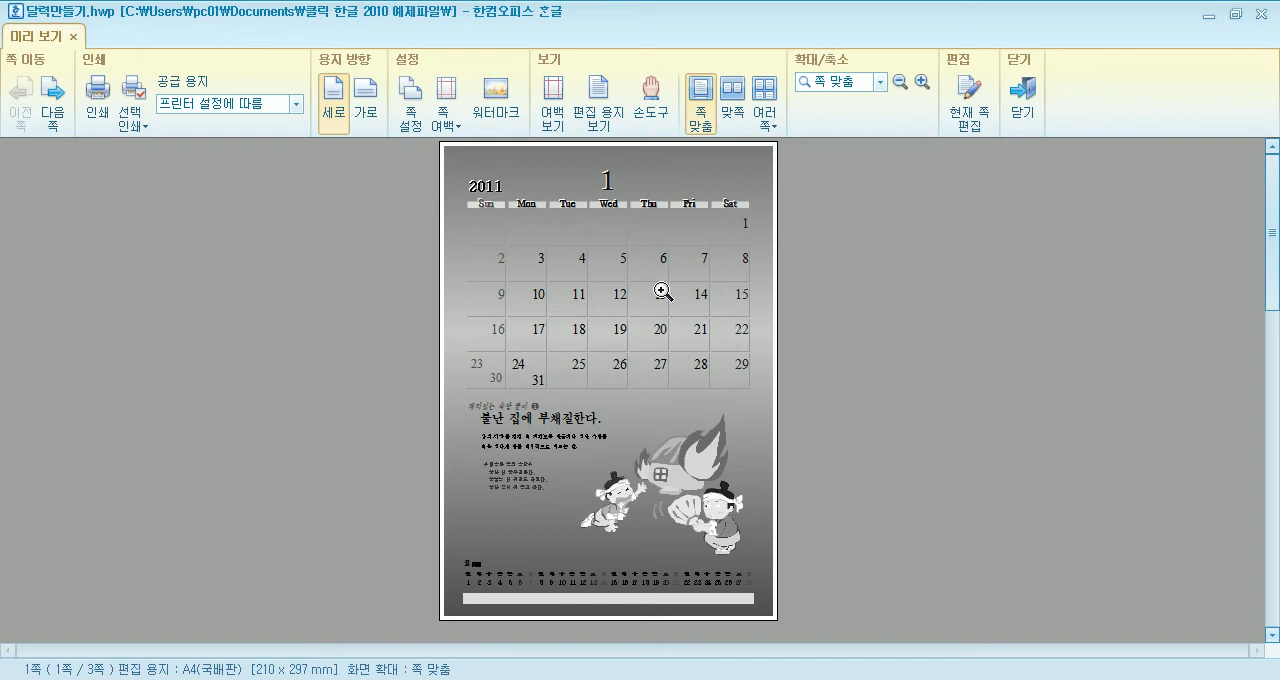 달력만들기.hwp [C:₩Users₩pc01₩Documents₩클릭 한글 2010 예제파일₩] - 한컴오피스 흔글
미리 보기 ×
쪽 이동 인쇄 용지 방향 설정 보기 확대/축소 편집 닫기
이전 쪽
다음 쪽
인쇄
선택 인쇄
공급 용지
프린터 설정에 따름
세로
가로
쪽 설정
쪽 여백
워터마크
여백 보기
편집 용지 보기
손도구
쪽 맞춤
맞쪽
여러 쪽
쪽 맞춤
현재 쪽 편집
닫기
2011 1
Sun Mon Tue Wed Thu Fri Sat
1
2 3 4 5 6 7 8
9 10 11 12 14 15
16 17 18 19 20 21 22
23 24 25 26 27 28 29
30 31
불난 집에 부채질한다.
1쪽 ( 1쪽 / 3쪽 ) 편집 용지 : A4(국배판) [210 x 297 mm] 화면 확대 : 쪽 맞춤